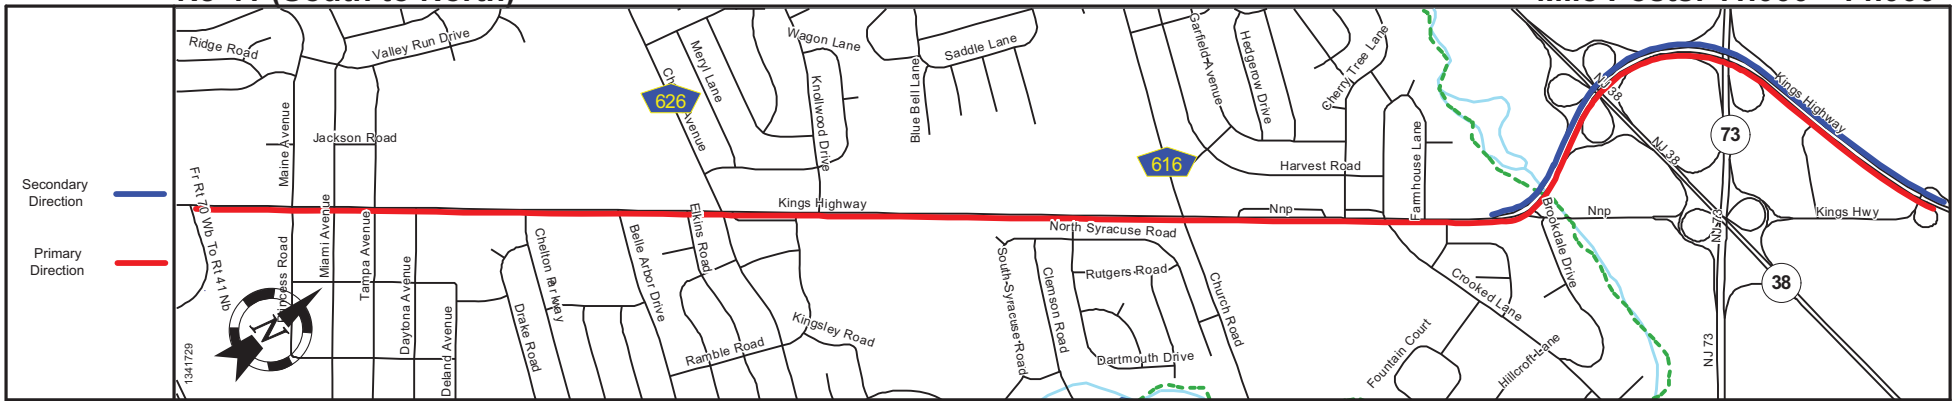 Secondary
Direction
Primary
Direction
Ridge Road
Valley Run Drive
Wagon Lane
Saddle Lane
Meryl Lane
Knollwood Drive
Blue Bell Lane
Garfield Avenue
Hedgerow Drive
Cherry Tree Lane
626
Avenue
Maine Avenue
Jackson Road
616
Harvest Road
Farmhouse Lane
NJ 38
Kings Highway
NJ 38
73
Fr Rt 70 Wb To Rt 41 Nb
Miami Avenue
Tampa Avenue
Elkins Road
Kings Highway
North Syracuse Road
Nnp
Nnp
Kings Hwy
NJ 73
Brookdale Drive
Daytona Avenue
Deland Avenue
Drake Road
Chelton Parkway
Belle Arbor Drive
Ramble Road
Kingsley Road
South Syracuse Road
Clemson Road
Rutgers Road
Dartmouth Drive
Church Road
Crooked Lane
Fountain Court
Hillcroft Lane
NJ 73
38
N
1341729